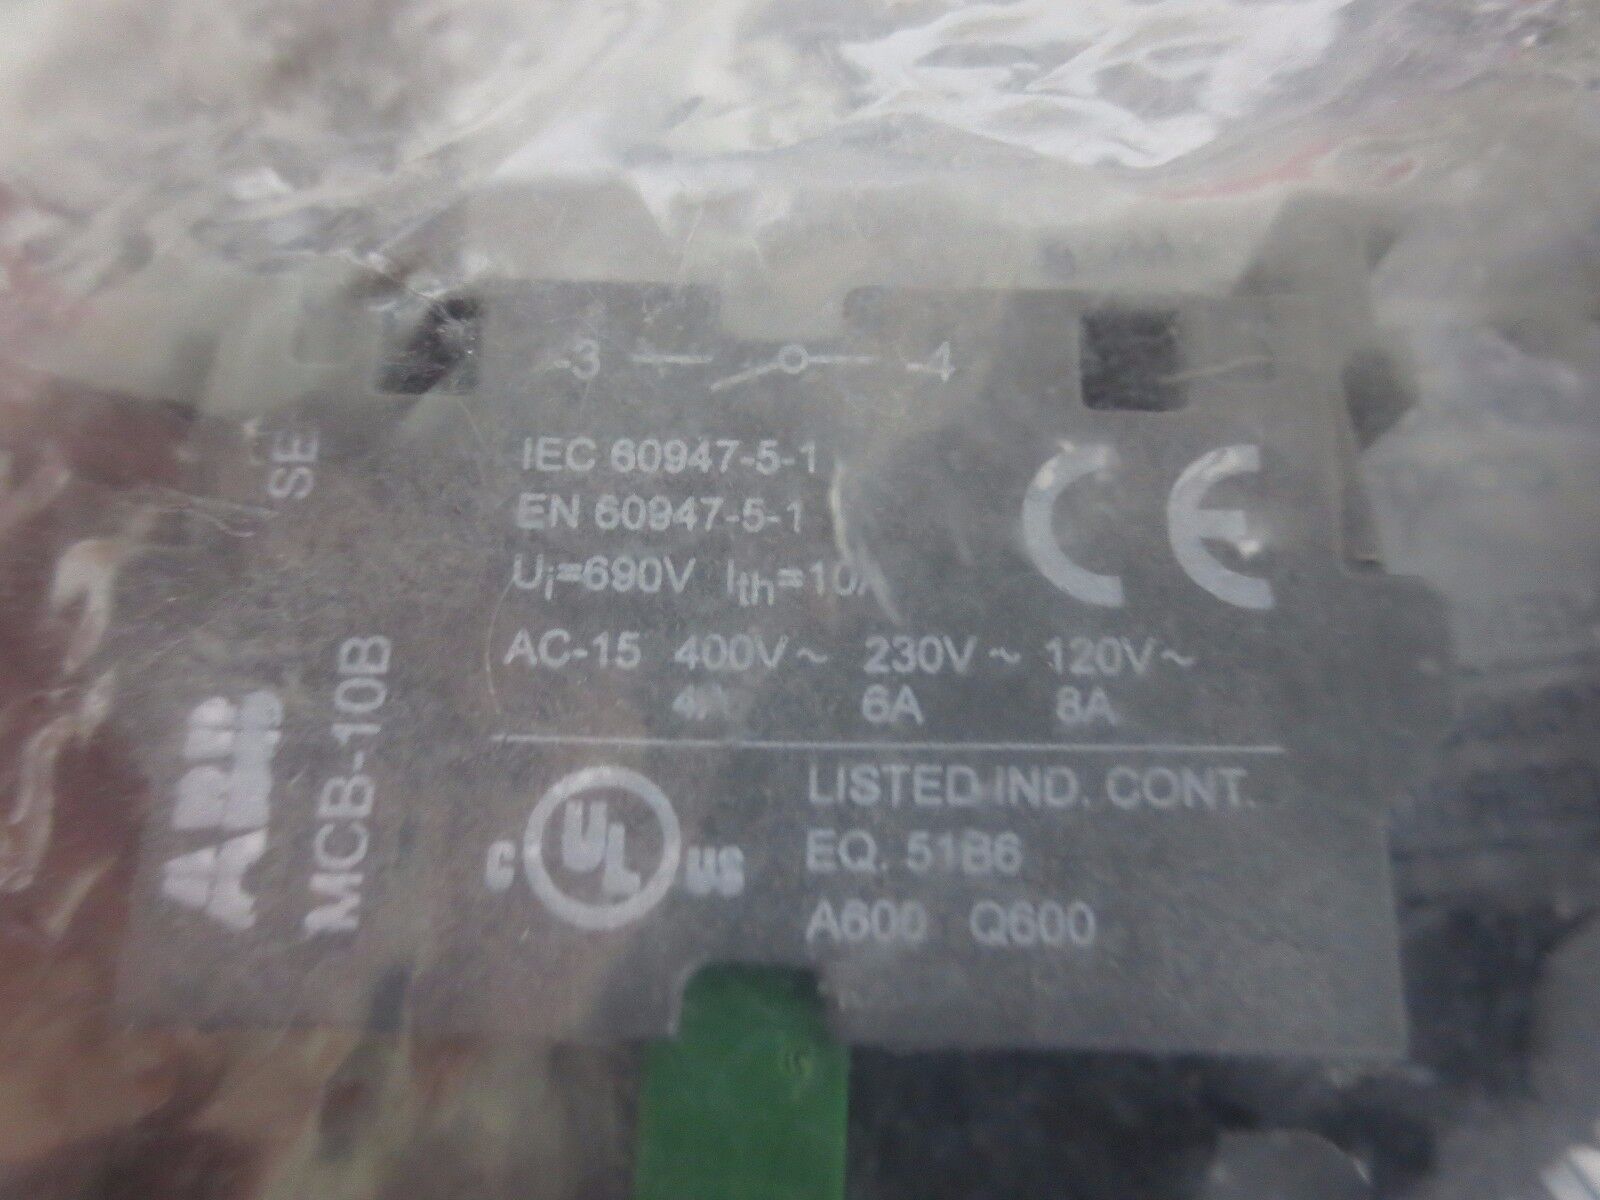 -3 -4
IEC 60947-5-1
EN 60947-5-1
Ui=690V Ith=10A
CE
AC-15 400V~ 230V~ 120V~
4A 6A 8A
C UL US
LISTED IND. CONT.
EQ. 51B6
A600 Q600
SE
ABB
MCB-10B